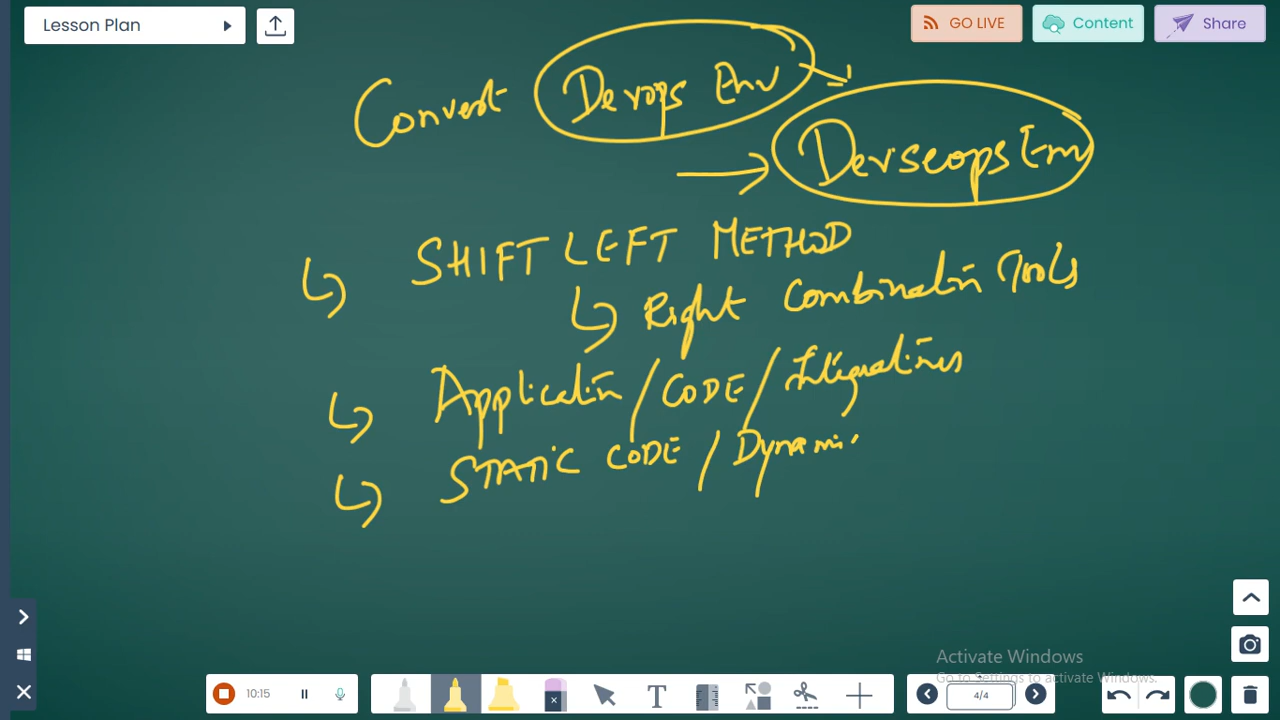 Lesson Plan
GO LIVE
Content
Share
Convert Devops Env
Devsecops Env
SHIFT LEFT METHOD
Right Combination Tools
Application / CODE / Integrations
STATIC CODE / Dynamic
Activate Windows
Go to Settings to activate Windows.
10:15
T
4/4